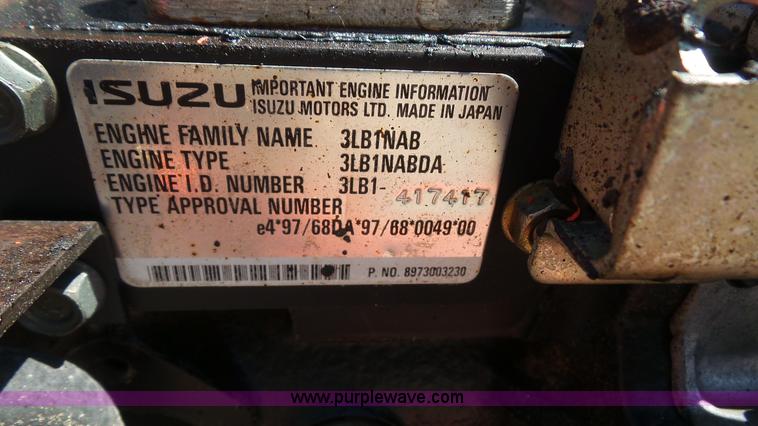 ISUZU IMPORTANT ENGINE INFORMATION
ISUZU MOTORS LTD. MADE IN JAPAN
ENGINE FAMILY NAME 3LB1NAB
ENGINE TYPE 3LB1NABDA
ENGINE I.D. NUMBER 3LB1-417417
TYPE APPROVAL NUMBER
e4*97/68DA*97/68*0049*00
P. NO. 8973003230
www.purplewave.com